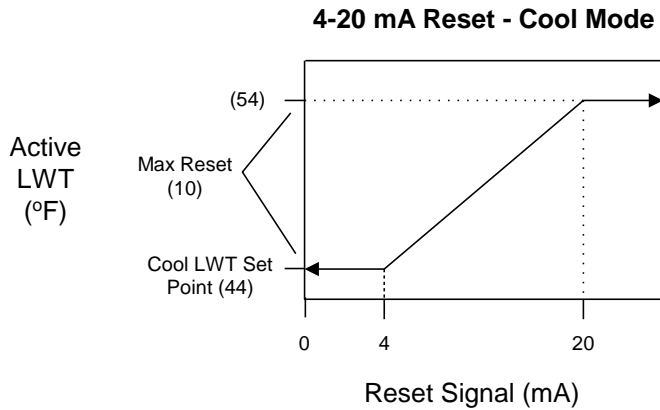 4-20 mA Reset - Cool Mode
(54)
Active
LWT
(ºF)
Max Reset
(10)
Cool LWT Set
Point (44)
0
4
20
Reset Signal (mA)